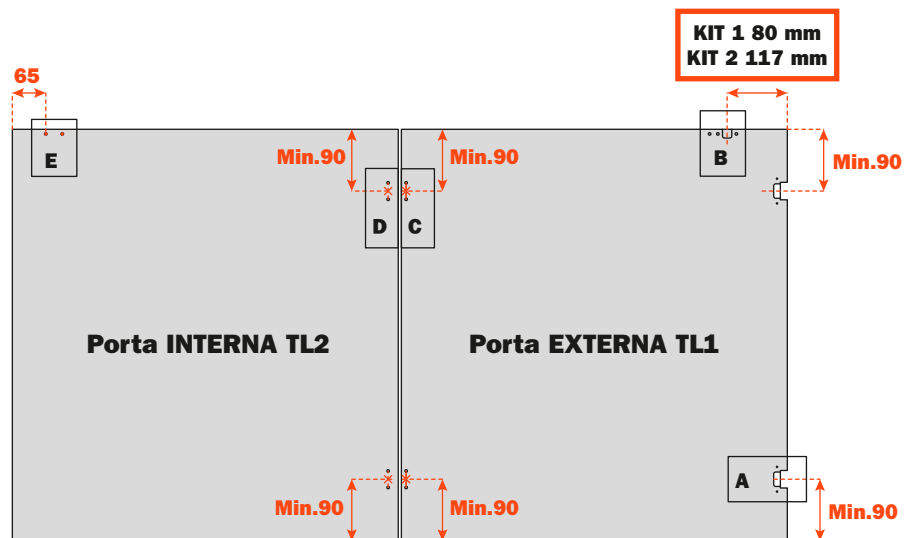 KIT 1 80 mm
KIT 2 117 mm
65
E
Min.90
Min.90
B
Min.90
D
C
Porta INTERNA TL2
Porta EXTERNA TL1
A
Min.90
Min.90
Min.90